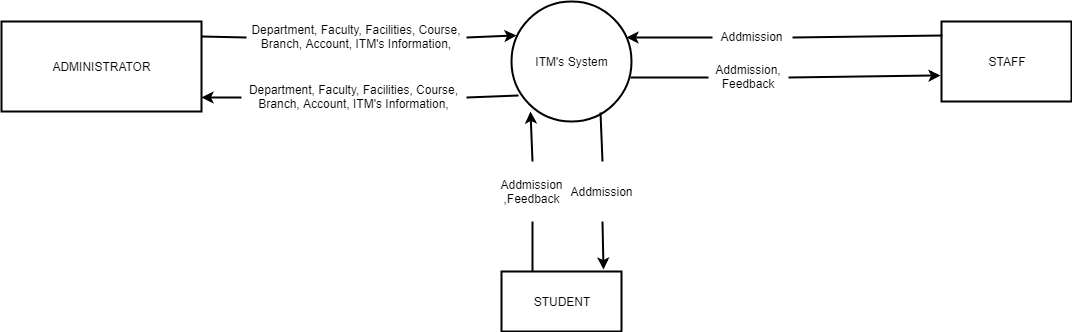 Department, Faculty, Facilities, Course,
Branch, Account, ITM's Information,
ADMINISTRATOR
Department, Faculty, Facilities, Course,
Branch, Account, ITM's Information,
ITM's System
Addmission
Addmission,
Feedback
STAFF
Addmission
,Feedback
Addmission
STUDENT